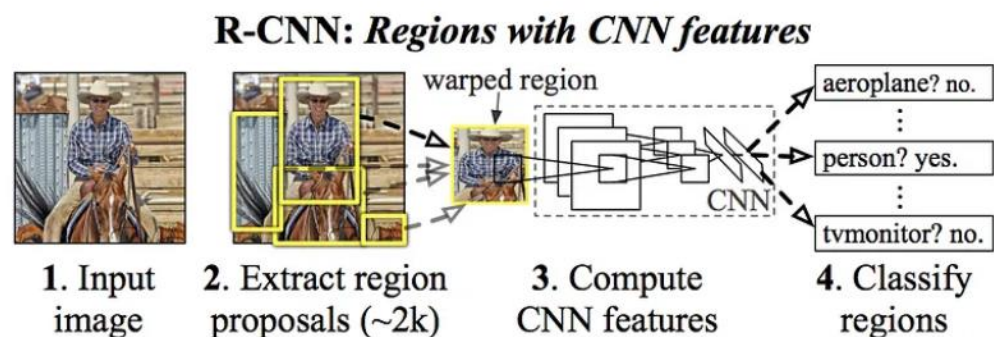 R-CNN: Regions with CNN features
warped region
aeroplane? no.
person? yes.
tvmonitor? no.
CNN
1. Input
image
2. Extract region
proposals (~2k)
3. Compute
CNN features
4. Classify
regions